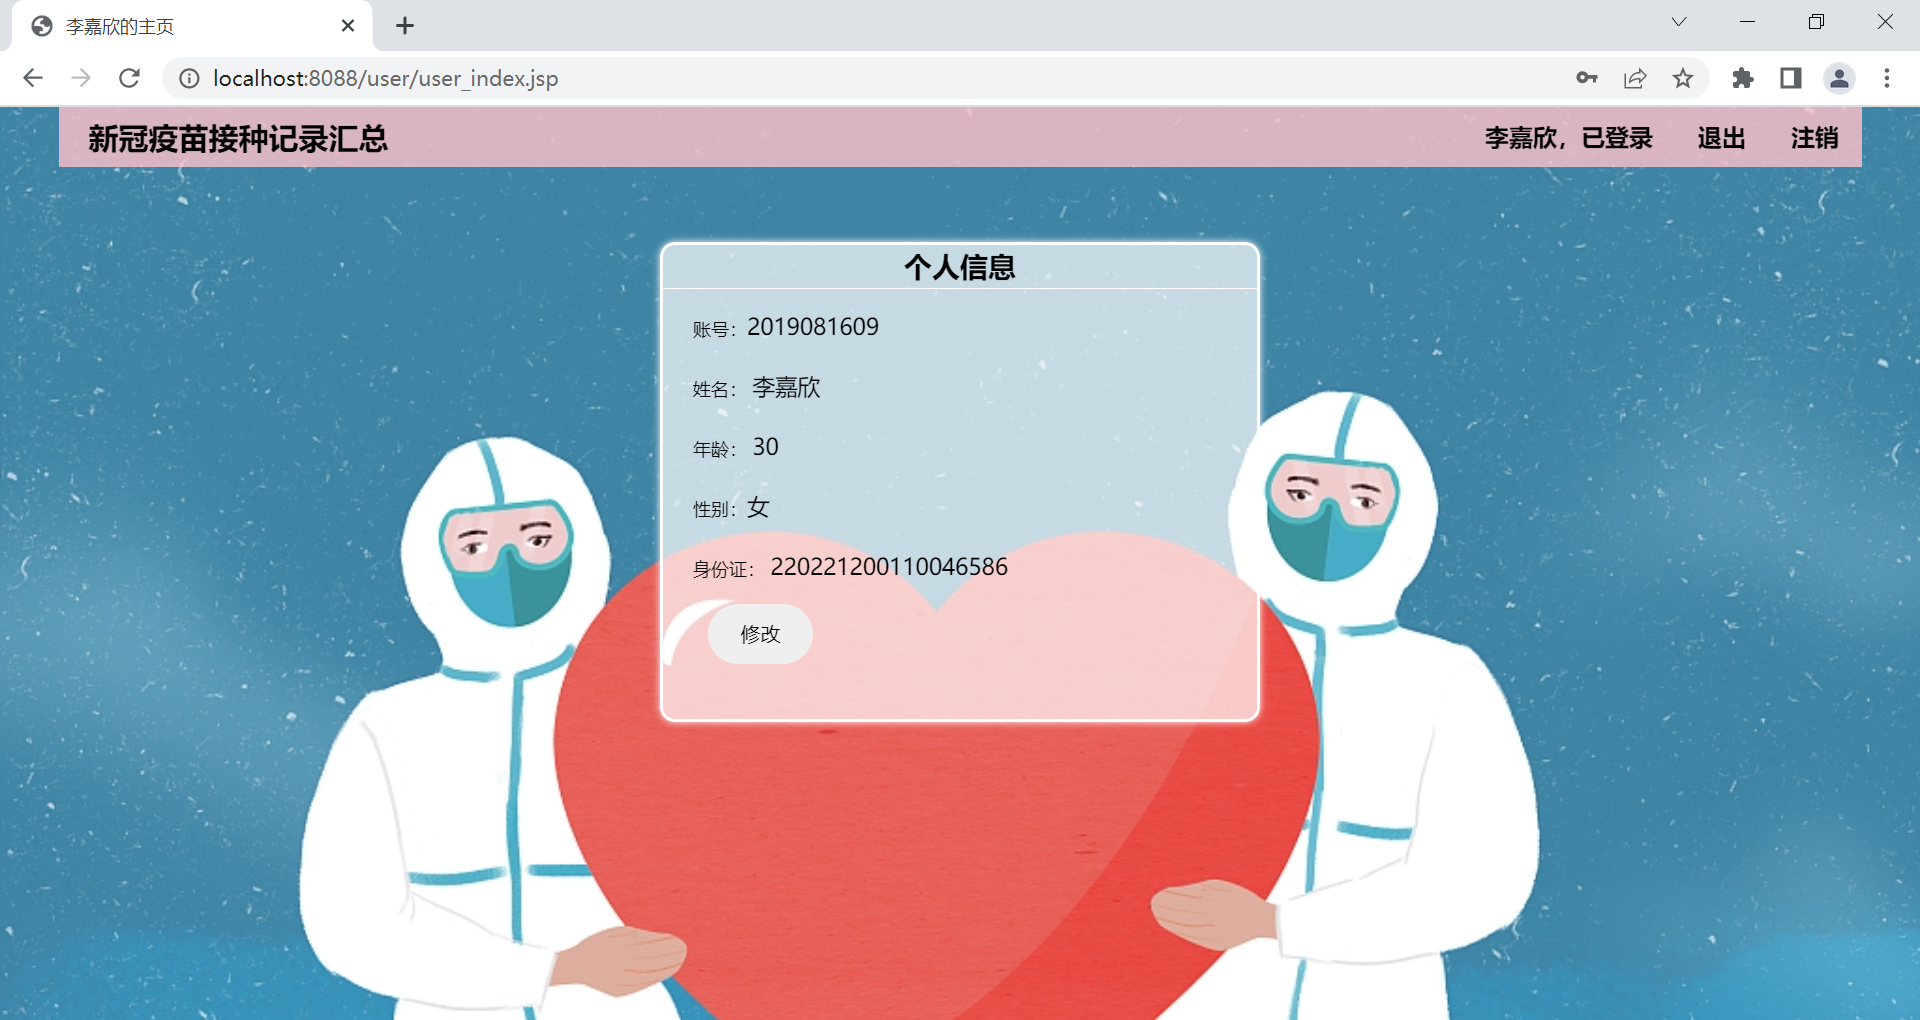 李嘉欣的主页
localhost:8088/user/user_index.jsp
新冠疫苗接种记录汇总 李嘉欣，已登录 退出 注销
个人信息
账号：2019081609
姓名： 李嘉欣
年龄： 30
性别：女
身份证： 220221200110046586
修改